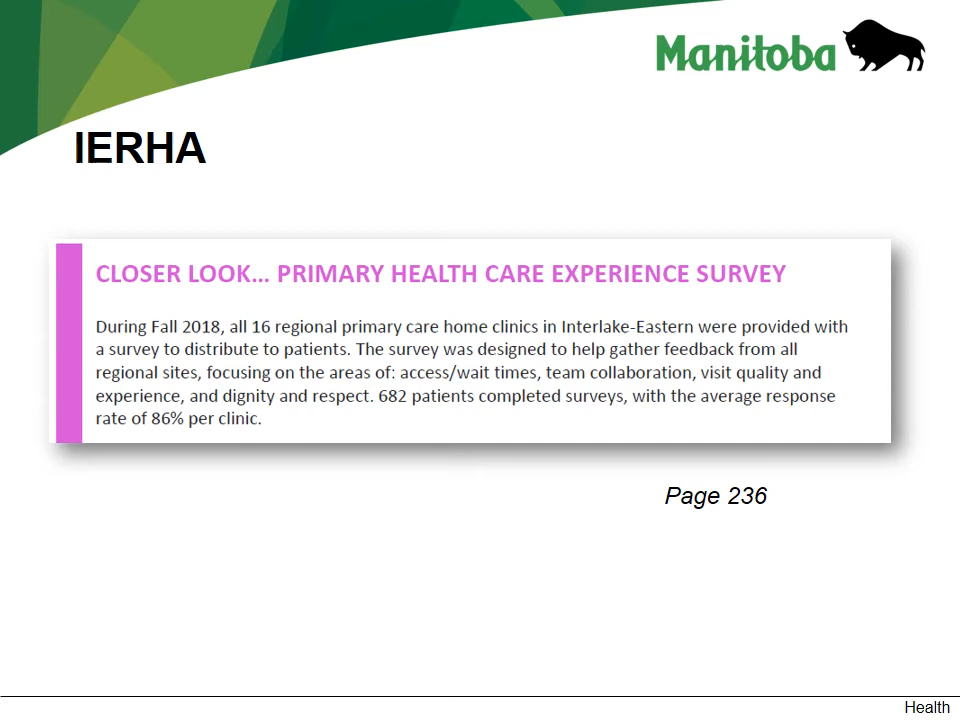 Manitoba
IERHA
CLOSER LOOK... PRIMARY HEALTH CARE EXPERIENCE SURVEY
During Fall 2018, all 16 regional primary care home clinics in Interlake-Eastern were provided with
a survey to distribute to patients. The survey was designed to help gather feedback from all
regional sites, focusing on the areas of: access/wait times, team collaboration, visit quality and
experience, and dignity and respect. 682 patients completed surveys, with the average response
rate of 86% per clinic.
Page 236
Health